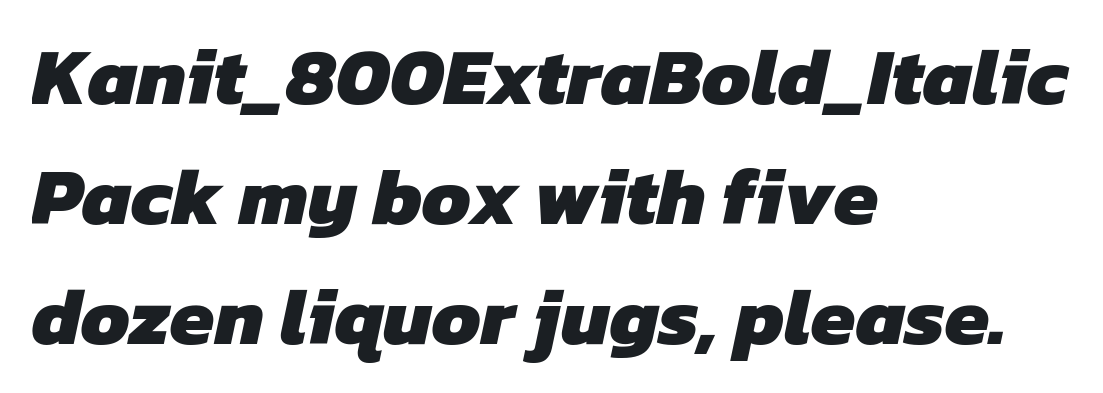 Kanit_800ExtraBold_Italic
Pack my box with five
dozen liquor jugs, please.